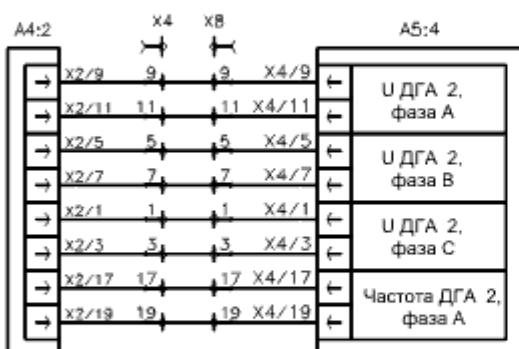 X4 X8
A4:2 A5:4
X2/9 9 9 X4/9
U ДГА 2,
X2/11 11 11 X4/11
фаза А
X2/5 5 5 X4/5
U ДГА 2,
X2/7 7 7 X4/7
фаза В
X2/1 1 1 X4/1
U ДГА 2,
X2/3 3 3 X4/3
фаза С
X2/17 17 17 X4/17
Частота ДГА 2,
X2/19 19 19 X4/19
фаза А